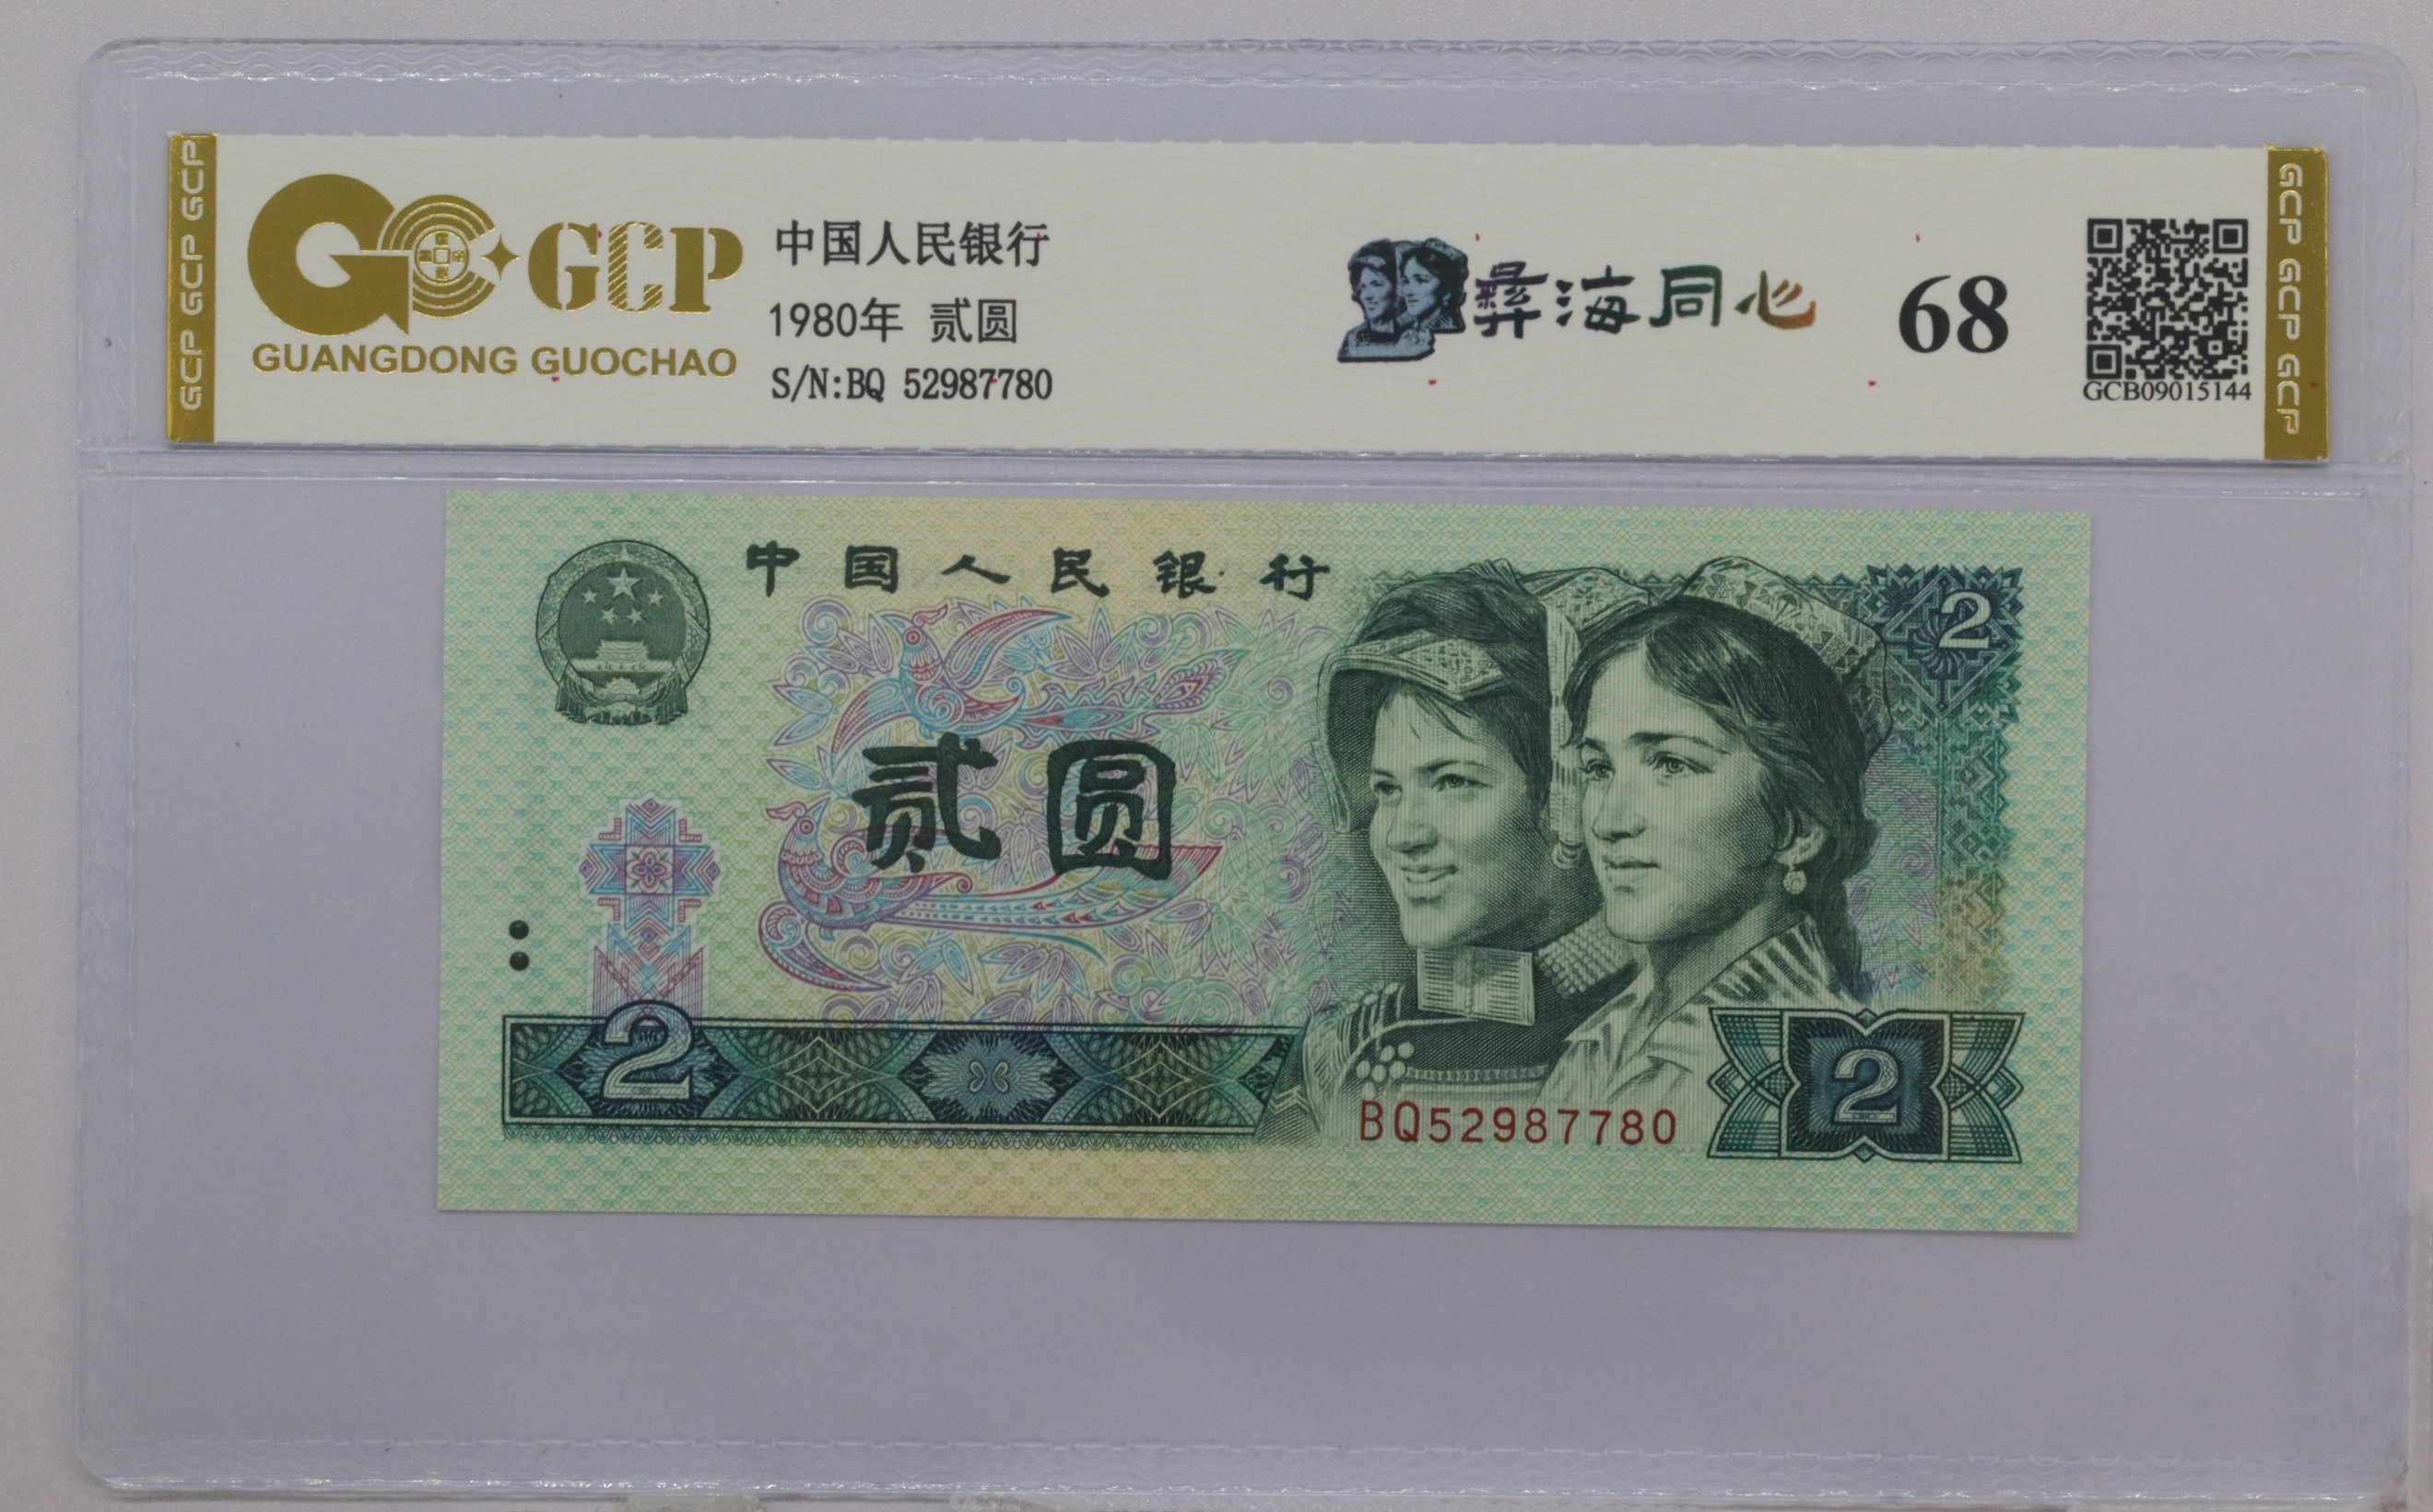 GCP GCP GCP
GCP
GUANGDONG GUOCHAO
中国人民银行
1980年 贰圆
S/N:BQ 52987780
彝海同心
68
GCB09015144
GCP GCP GCP
中国人民银行
2
贰圆
2
BQ52987780
2